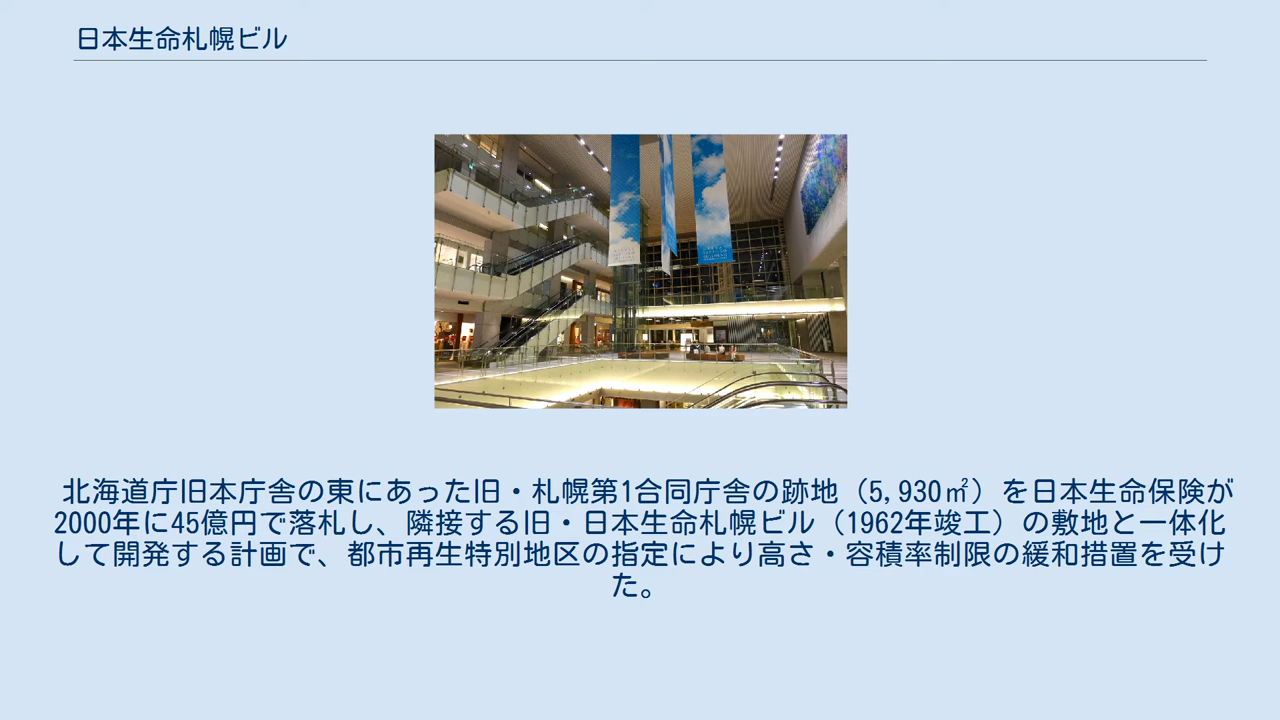 日本生命札幌ビル
北海道庁旧本庁舎の東にあった旧・札幌第1合同庁舎の跡地（5,930㎡）を日本生命保険が
2000年に45億円で落札し、隣接する旧・日本生命札幌ビル（1962年竣工）の敷地と一体化
して開発する計画で、都市再生特別地区の指定により高さ・容積率制限の緩和措置を受け
た。